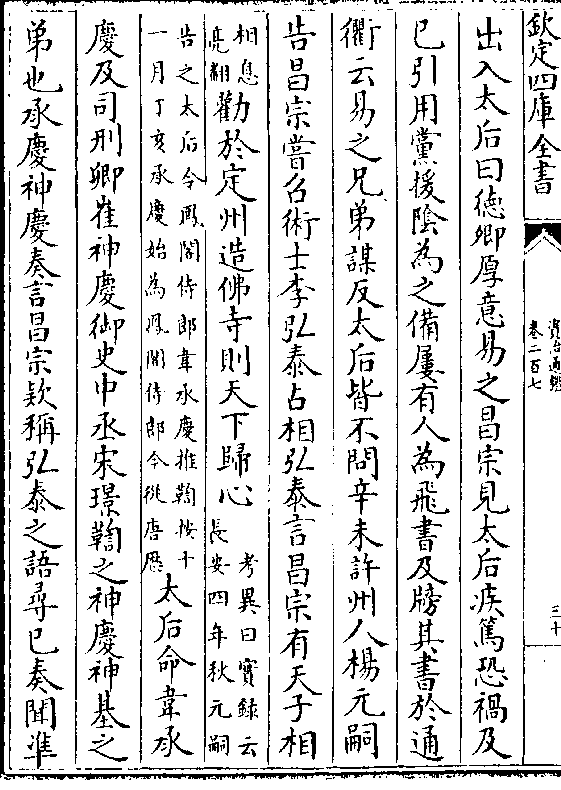 欽定四庫全書
資治通鑑
卷二百七
三十
出入太后曰徳卿厚意易之昌宗見太后疾篤恐禍及
已引用黨援陰為之備屢有人為飛書及牓其書於通
衢云易之兄弟謀反太后皆不問辛未許州人楊元嗣
告昌宗嘗召術士李弘泰占相弘泰言昌宗有天子相
相息亮翻勸於定州造佛寺則天下歸心考異曰實録云長安四年秋元嗣
告之太后令鳳閣侍郎韋承慶推鞫按十一月丁亥承慶始為鳳閣侍郎今從唐厯太后命韋承
慶及司刑卿崔神慶御史中丞宋璟鞫之神慶神基之
弟也承慶神慶奏言昌宗欵稱弘泰之語尋已奏聞準